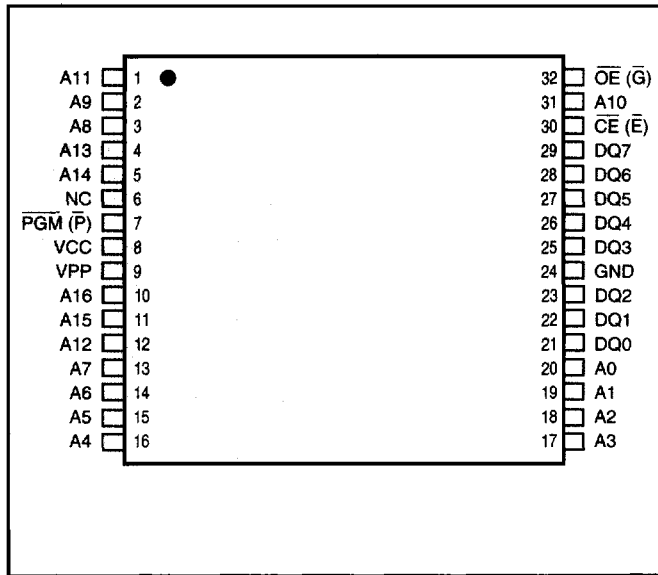 A11 1 32 O̅E̅ (G̅)
A9 2 31 A10
A8 3 30 C̅E̅ (E̅)
A13 4 29 DQ7
A14 5 28 DQ6
NC 6 27 DQ5
P̅G̅M̅ (P̅) 7 26 DQ4
VCC 8 25 DQ3
VPP 9 24 GND
A16 10 23 DQ2
A15 11 22 DQ1
A12 12 21 DQ0
A7 13 20 A0
A6 14 19 A1
A5 15 18 A2
A4 16 17 A3